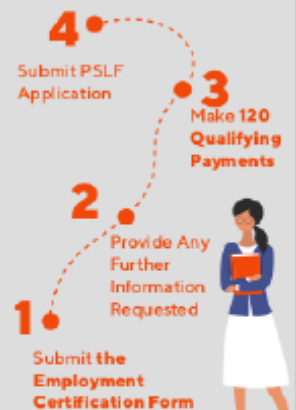 4
Submit PSLF
Application
3
Make 120
Qualifying
Payments
2
Provide Any
Further
Information
Requested
1
Submit the
Employment
Certification Form